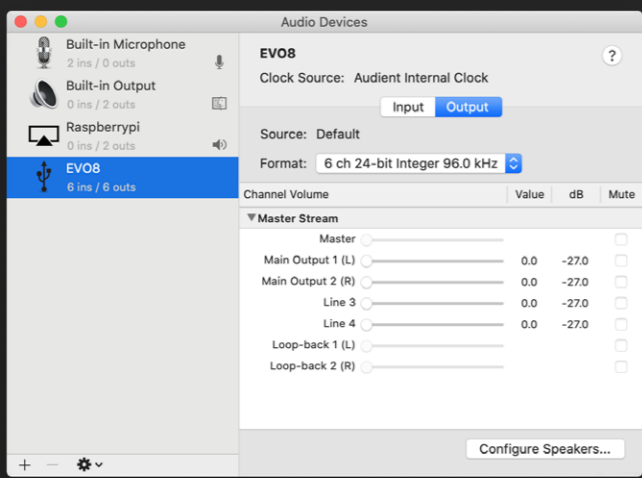 Audio Devices
Built-in Microphone
2 ins / 0 outs
Built-in Output
0 ins / 2 outs
Raspberrypi
0 ins / 2 outs
EVO8
6 ins / 6 outs
EVO8
?
Clock Source: Audient Internal Clock
Input Output
Source: Default
Format: 6 ch 24-bit Integer 96.0 kHz
Channel Volume Value dB Mute
Master Stream
Master
Main Output 1 (L) 0.0 -27.0
Main Output 2 (R) 0.0 -27.0
Line 3 0.0 -27.0
Line 4 0.0 -27.0
Loop-back 1 (L)
Loop-back 2 (R)
Configure Speakers...